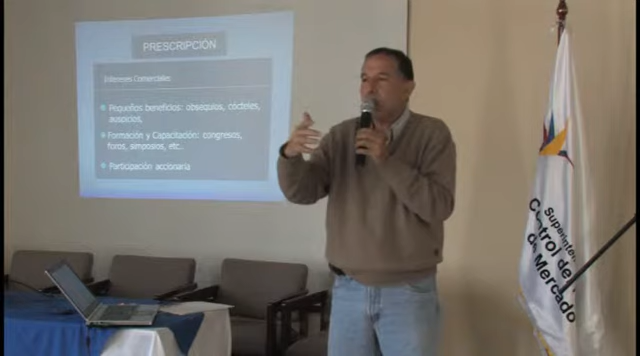 PRESCRIPCIÓN
Intereses Comerciales
Pequeños beneficios: obsequios, cócteles,
auspicios.
Formación y Capacitación: congresos,
foros, simposios, etc..
Participación accionaria
Superinten
Control del
de Mercado